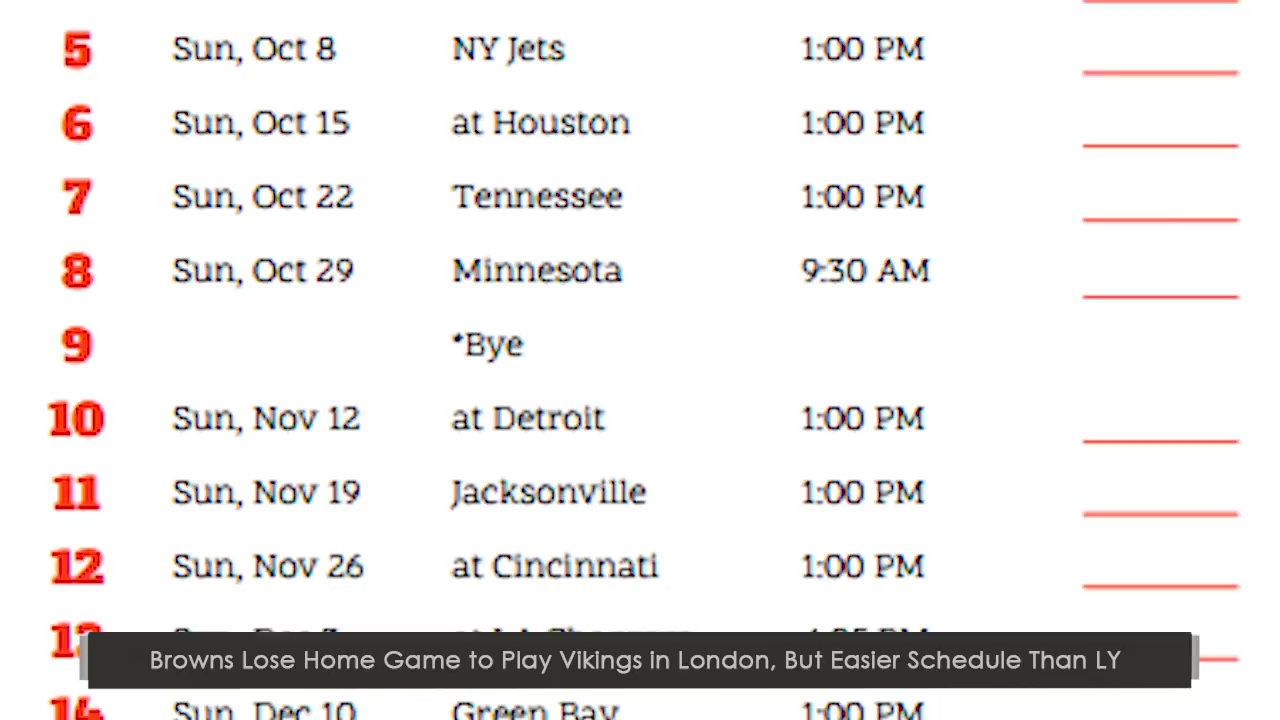 5 Sun, Oct 8 NY Jets 1:00 PM
6 Sun, Oct 15 at Houston 1:00 PM
7 Sun, Oct 22 Tennessee 1:00 PM
8 Sun, Oct 29 Minnesota 9:30 AM
9 *Bye
10 Sun, Nov 12 at Detroit 1:00 PM
11 Sun, Nov 19 Jacksonville 1:00 PM
12 Sun, Nov 26 at Cincinnati 1:00 PM
13
Browns Lose Home Game to Play Vikings in London, But Easier Schedule Than LY
14 Sun, Dec 10 Green Bay 1:00 PM